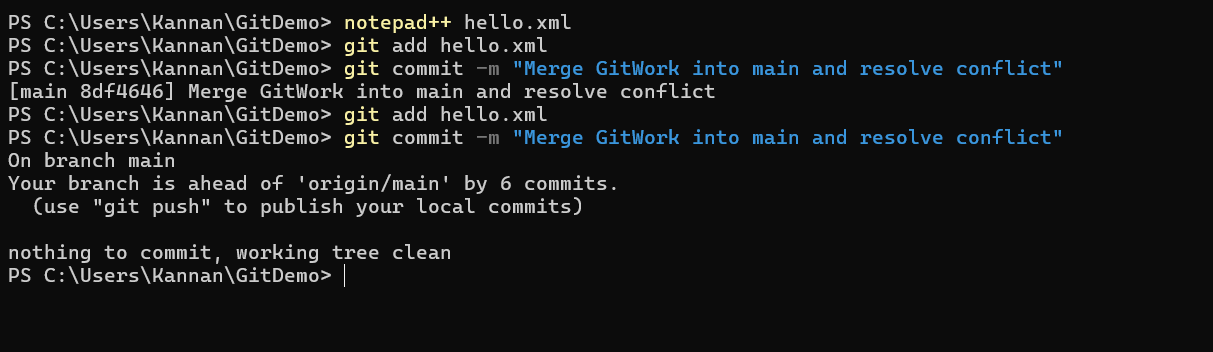 PS C:\Users\Kannan\GitDemo> notepad++ hello.xml
PS C:\Users\Kannan\GitDemo> git add hello.xml
PS C:\Users\Kannan\GitDemo> git commit -m "Merge GitWork into main and resolve conflict"
[main 8df4646] Merge GitWork into main and resolve conflict
PS C:\Users\Kannan\GitDemo> git add hello.xml
PS C:\Users\Kannan\GitDemo> git commit -m "Merge GitWork into main and resolve conflict"
On branch main
Your branch is ahead of 'origin/main' by 6 commits.
  (use "git push" to publish your local commits)

nothing to commit, working tree clean
PS C:\Users\Kannan\GitDemo>